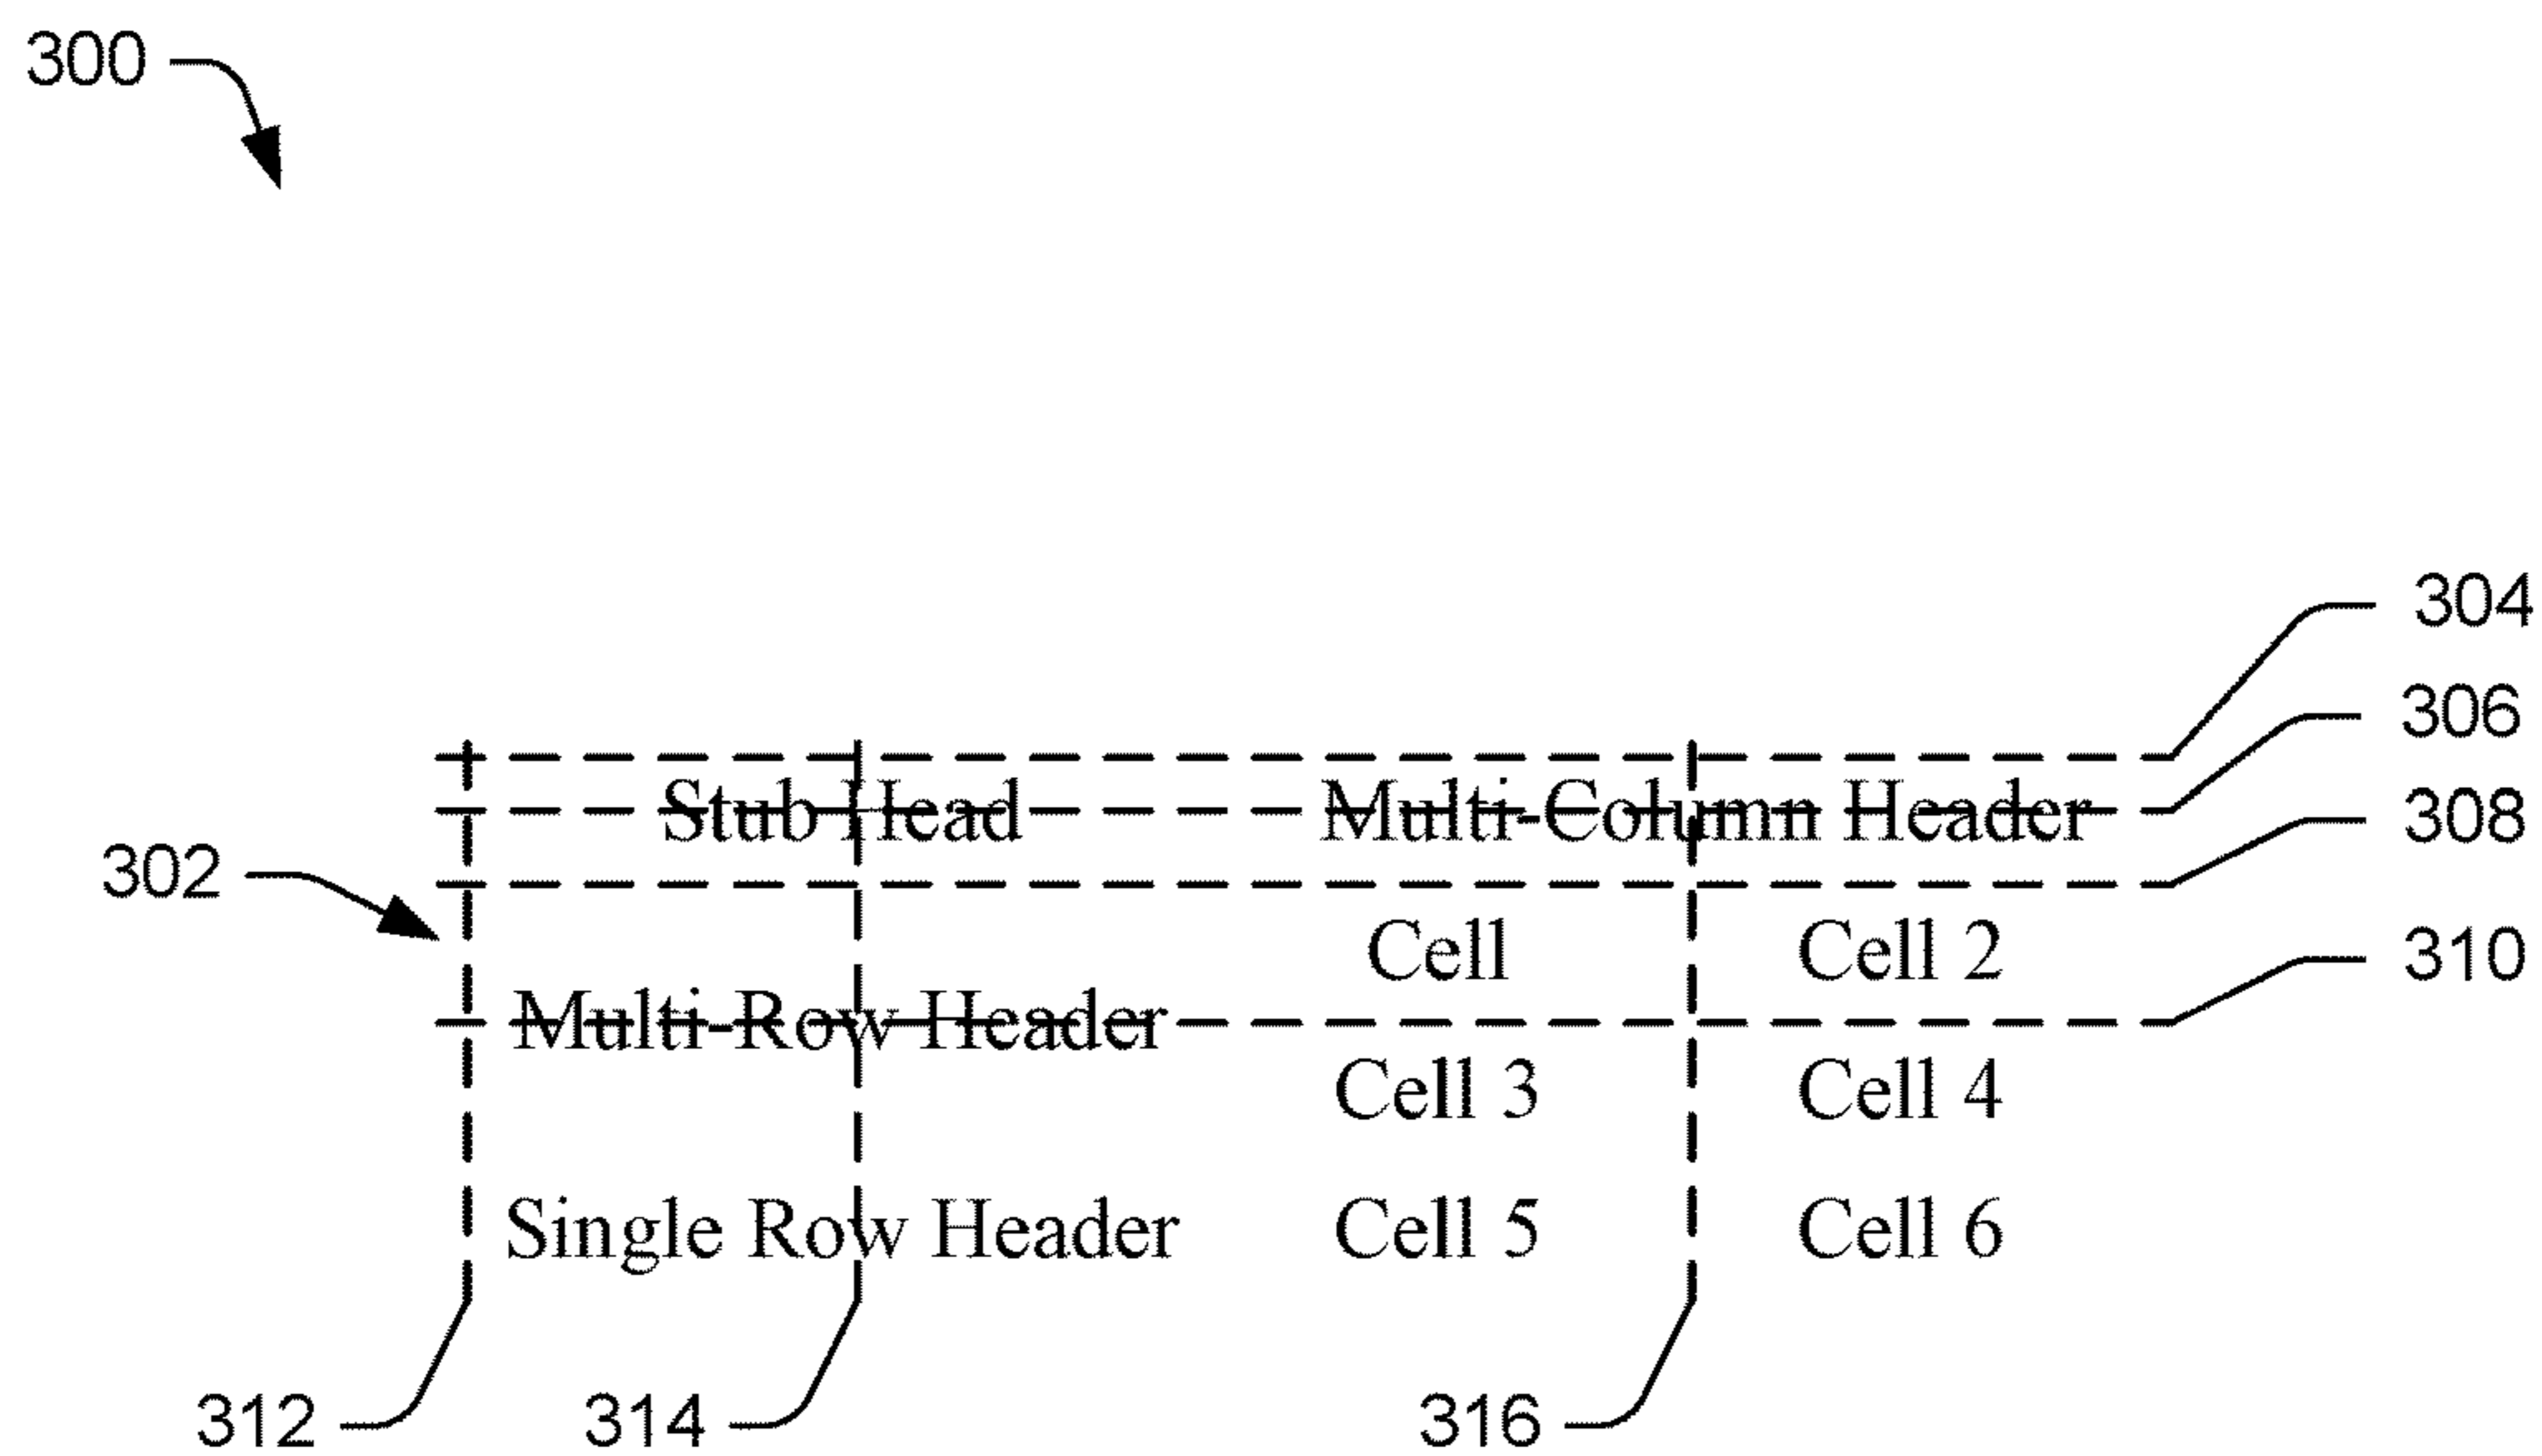 300
304
306
Stub Head Multi-Column Header
308
302
Cell Cell 2
310
Multi-Row Header
Cell 3 Cell 4
Single Row Header Cell 5 Cell 6
312 314 316